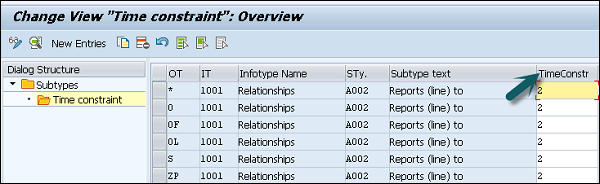 Change View "Time constraint": Overview
New Entries
Dialog Structure
Subtypes
Time constraint
OT IT Infotype Name STy. Subtype text TimeConstr
* 1001 Relationships A002 Reports (line) to 2
O 1001 Relationships A002 Reports (line) to 2
OF 1001 Relationships A002 Reports (line) to 2
OL 1001 Relationships A002 Reports (line) to 2
S 1001 Relationships A002 Reports (line) to 2
ZP 1001 Relationships A002 Reports (line) to 2